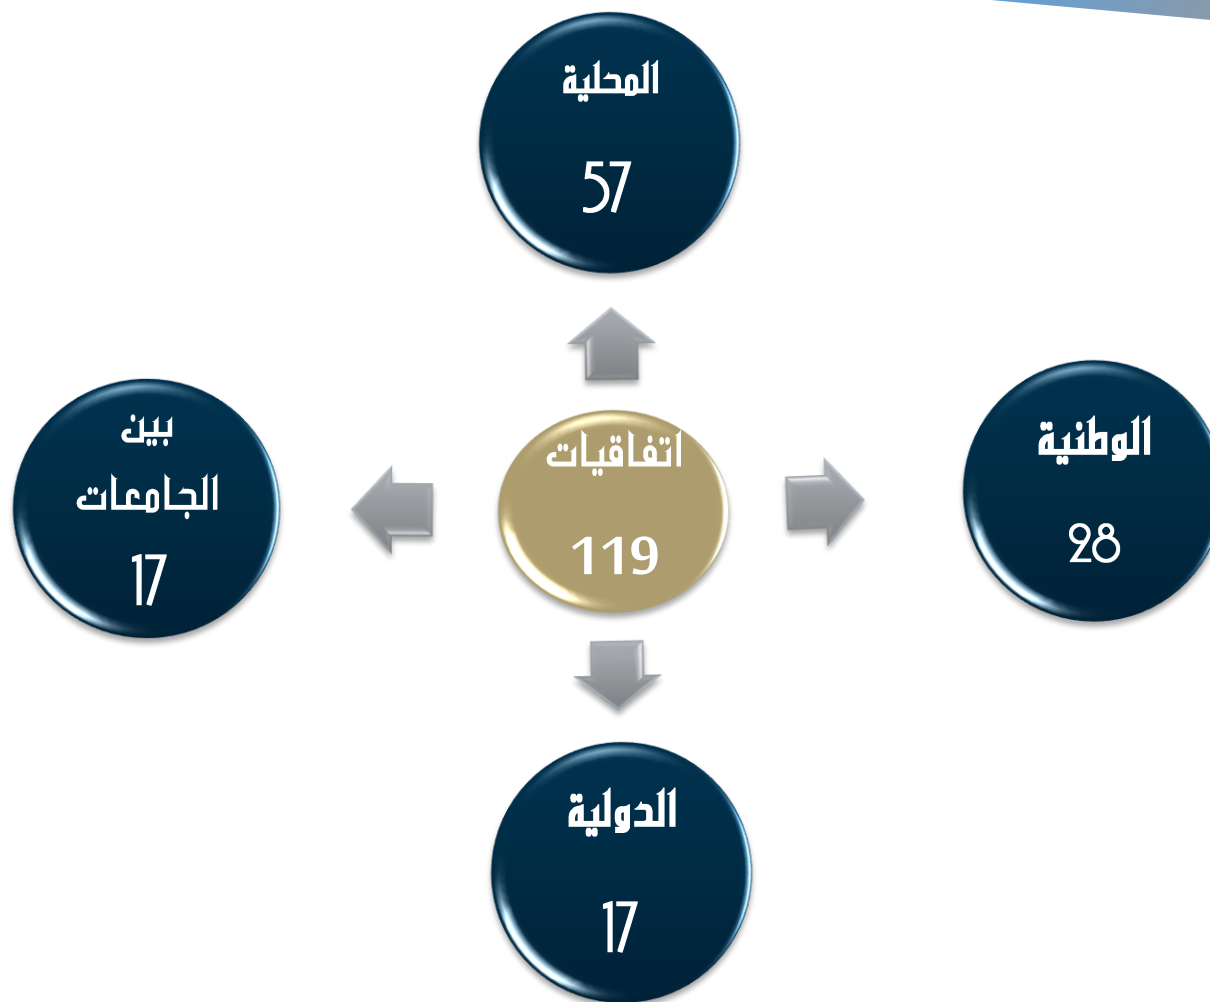 المحلية
57
اتفاقيات
119
الوطنية
28
بين
الجامعات
17
الدولية
17